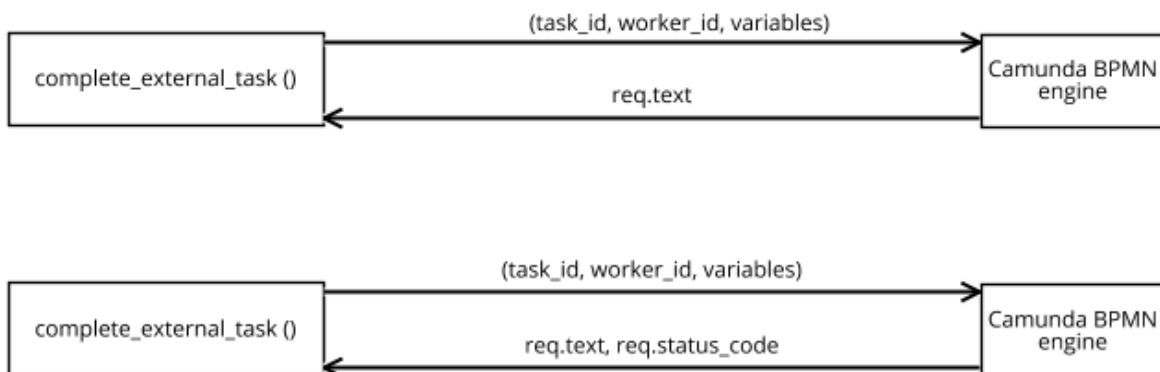 (task_id, worker_id, variables)
complete_external_task ()
Camunda BPMN
engine
req.text
(task_id, worker_id, variables)
complete_external_task ()
Camunda BPMN
engine
req.text, req.status_code